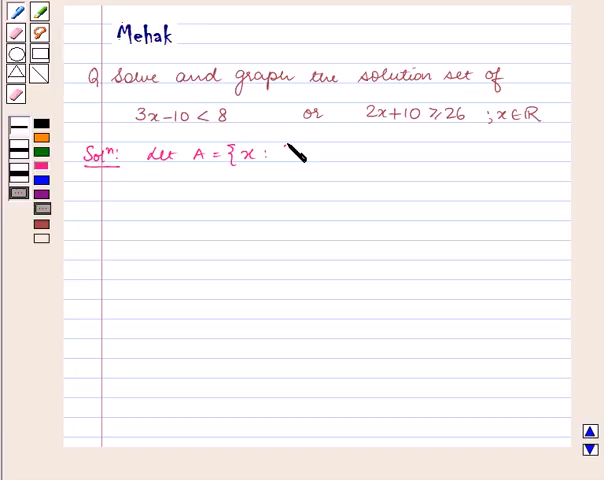 Mehak
Q Solve and graph the solution set of
3x-10 < 8 or 2x+10 ≥ 26 ; x∈ℝ
Solⁿ: Let A = { x :